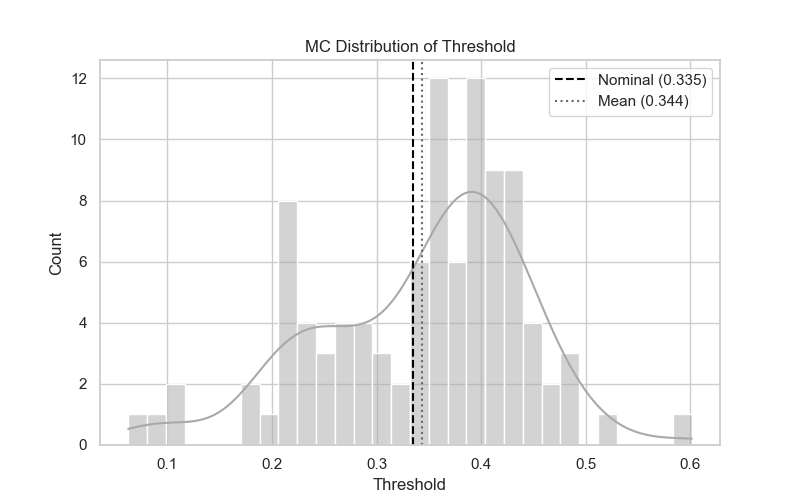 MC Distribution of Threshold
Nominal (0.335)
Mean (0.344)
Count
12
10
8
6
4
2
0
0.1 0.2 0.3 0.4 0.5 0.6
Threshold